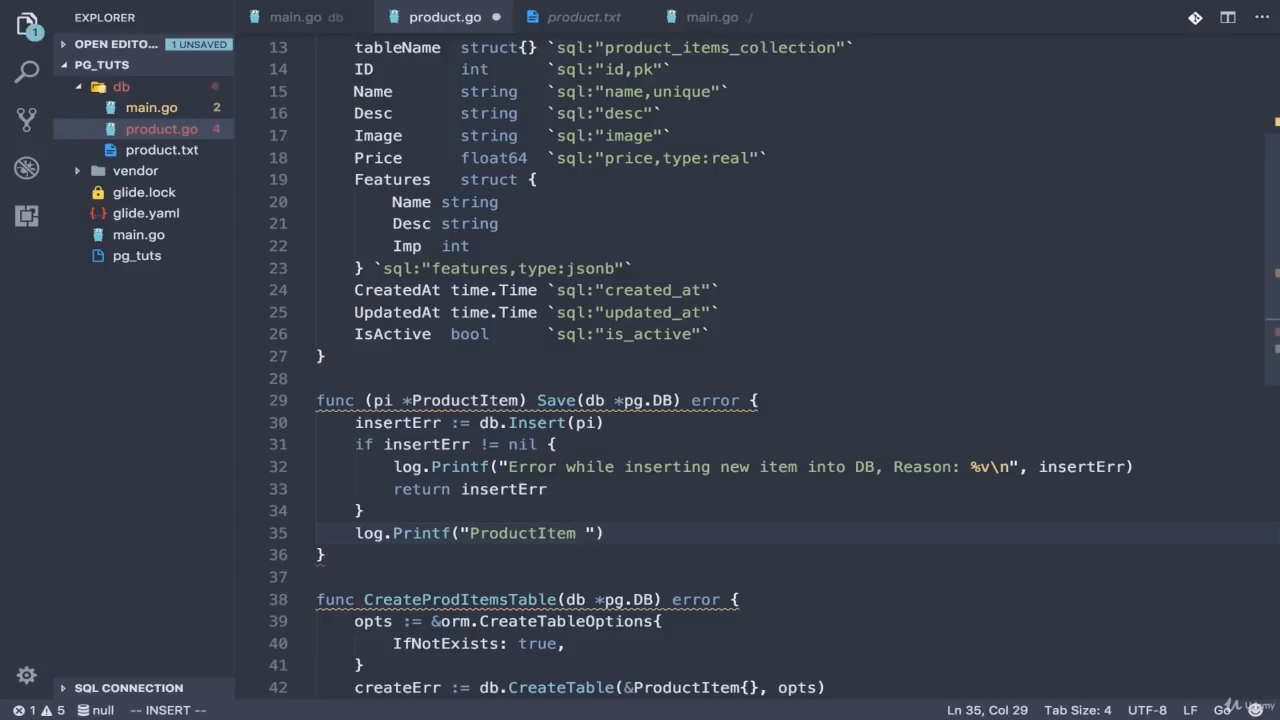 EXPLORER
main.go db
product.go
product.txt
main.go ./
OPEN EDITO... 1 UNSAVED
PG_TUTS
db
main.go 2
product.go 4
product.txt
vendor
glide.lock
glide.yaml
main.go
pg_tuts
SQL CONNECTION
1
13 tableName struct{} `sql:"product_items_collection"`
14 ID int `sql:"id,pk"`
15 Name string `sql:"name,unique"`
16 Desc string `sql:"desc"`
17 Image string `sql:"image"`
18 Price float64 `sql:"price,type:real"`
19 Features struct {
20 Name string
21 Desc string
22 Imp int
23 } `sql:"features,type:jsonb"`
24 CreatedAt time.Time `sql:"created_at"`
25 UpdatedAt time.Time `sql:"updated_at"`
26 IsActive bool `sql:"is_active"`
27 }
28
29 func (pi *ProductItem) Save(db *pg.DB) error {
30 insertErr := db.Insert(pi)
31 if insertErr != nil {
32 log.Printf("Error while inserting new item into DB, Reason: %v\n", insertErr)
33 return insertErr
34 }
35 log.Printf("ProductItem ")
36 }
37
38 func CreateProdItemsTable(db *pg.DB) error {
39 opts := &orm.CreateTableOptions{
40 IfNotExists: true,
41 }
42 createErr := db.CreateTable(&ProductItem{}, opts)
1 5 null -- INSERT -- Ln 35, Col 29 Tab Size: 4 UTF-8 LF Go
Udemy